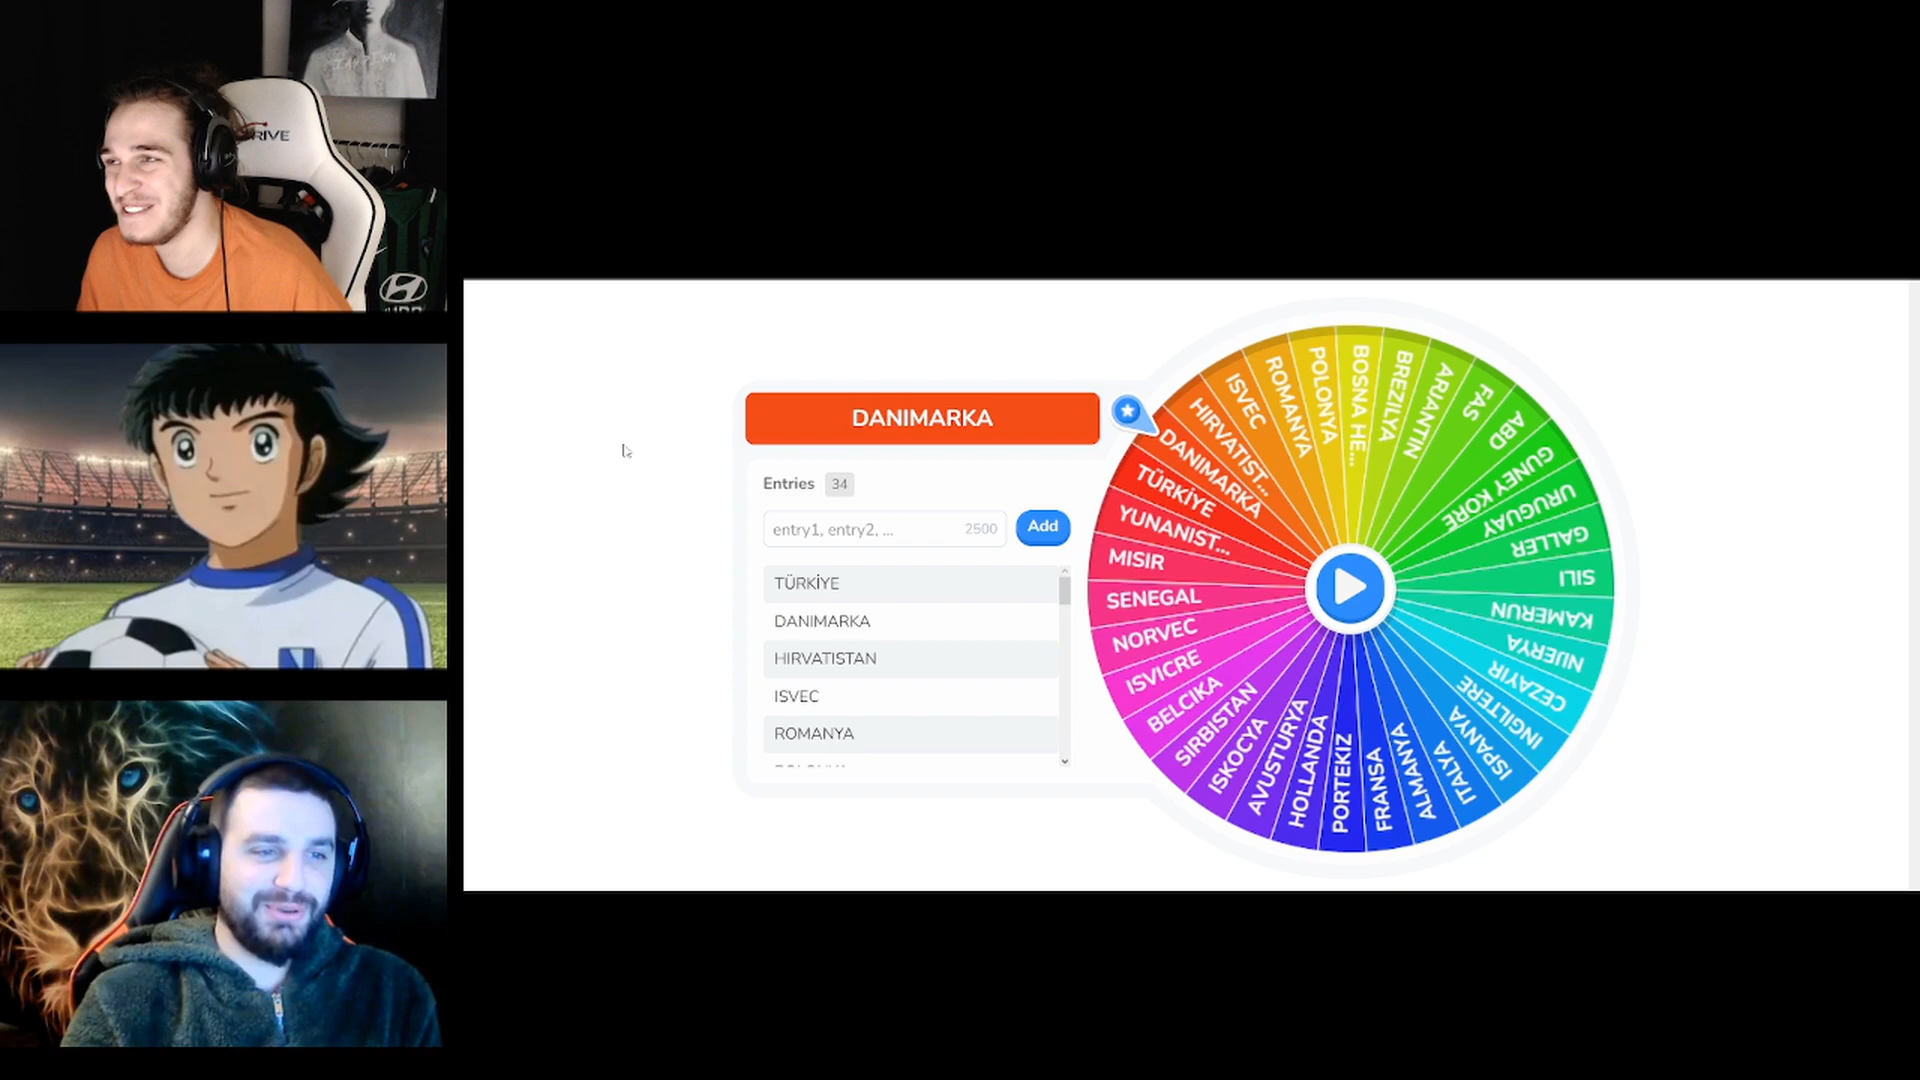 RIVE
DANIMARKA
Entries 34
entry1, entry2, ... 2500
Add
TÜRKİYE
DANIMARKA
HIRVATISTAN
ISVEC
ROMANYA
BOSNA HE...
BREZILYA
ARJANTIN
FAS
ABD
GUNEY KORE
URUGUAY
GALLER
SILI
KAMERUN
NIJERYA
CEZAYIR
INGILTERE
ISPANYA
ITALYA
ALMANYA
FRANSA
PORTEKIZ
HOLLANDA
AVUSTURYA
ISKOCYA
SIRBISTAN
BELCIKA
ISVICRE
NORVEC
SENEGAL
MISIR
YUNANIST...
TÜRKİYE
DANIMARKA
HIRVATIST...
ISVEC
ROMANYA
POLONYA